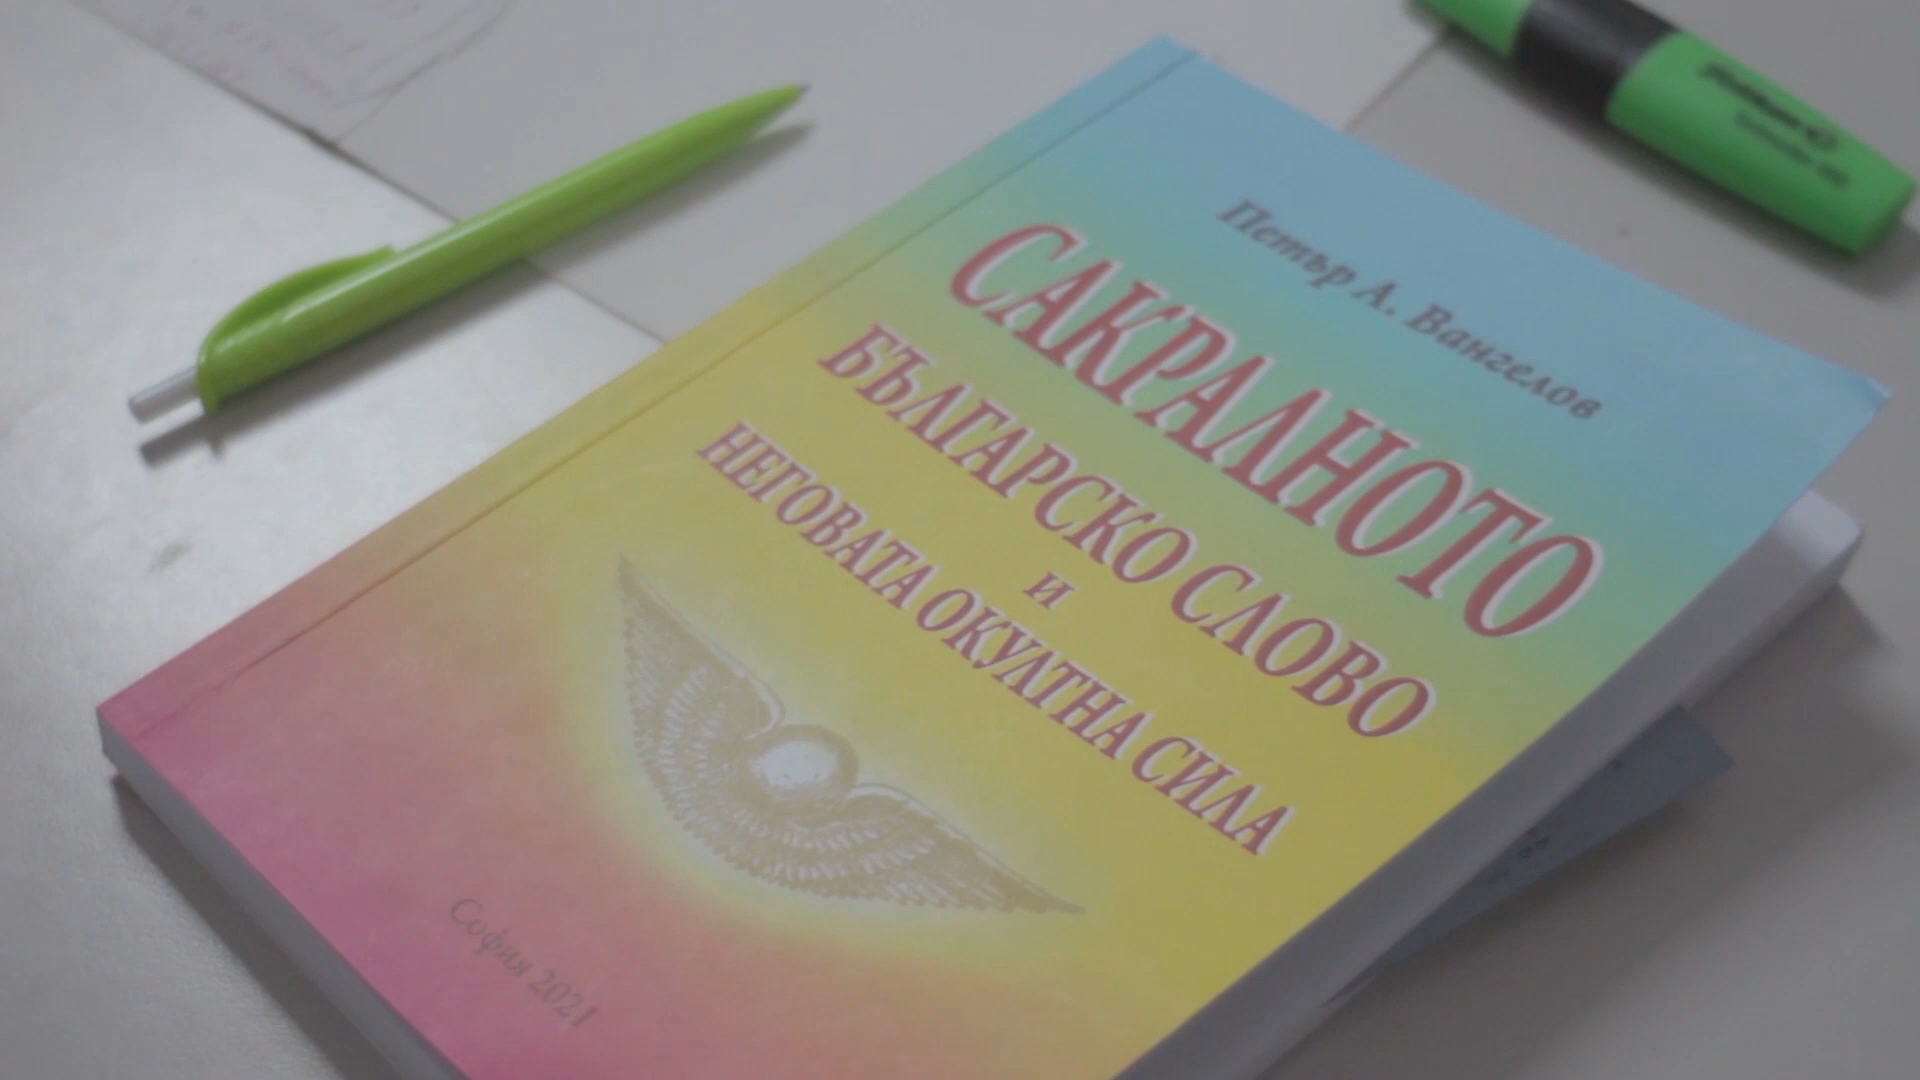 Петър А. Вангелов
САКРАЛНОТО
БЪЛГАРСКО СЛОВО
и
НЕГОВАТА ОКУЛТНА СИЛА
София 2021